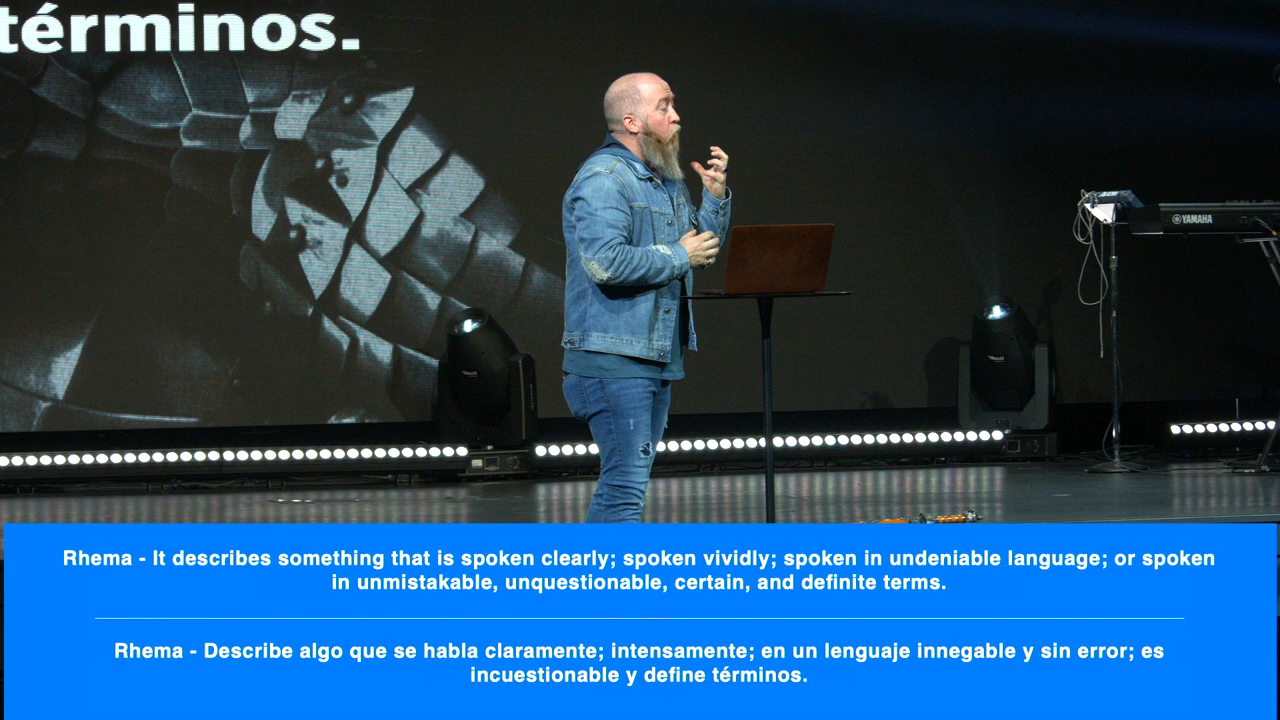 términos.
YAMAHA
Rhema - It describes something that is spoken clearly; spoken vividly; spoken in undeniable language; or spoken
in unmistakable, unquestionable, certain, and definite terms.
Rhema - Describe algo que se habla claramente; intensamente; en un lenguaje innegable y sin error; es
incuestionable y define términos.